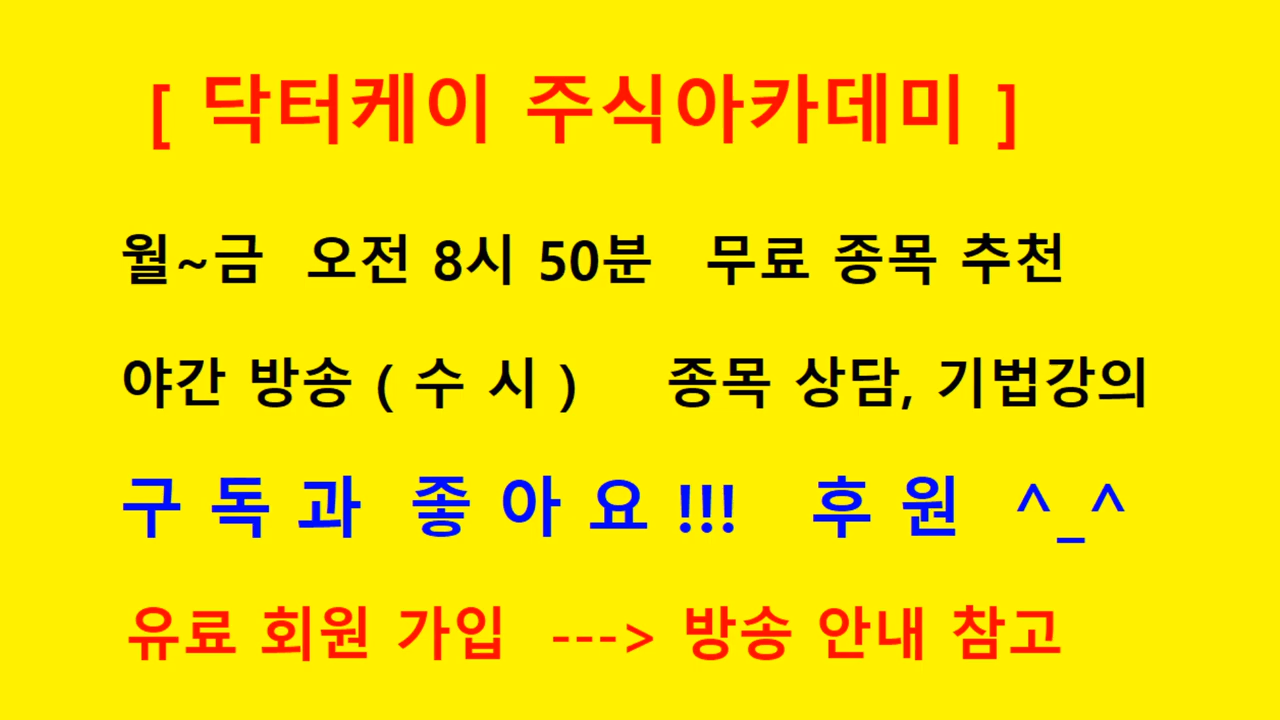 [ 닥터케이 주식아카데미 ]
월~금 오전 8시 50분 무료 종목 추천
야간 방송 ( 수 시 ) 종목 상담, 기법강의
구 독 과 좋 아 요 !!! 후 원 ^_^
유료 회원 가입 ---> 방송 안내 참고